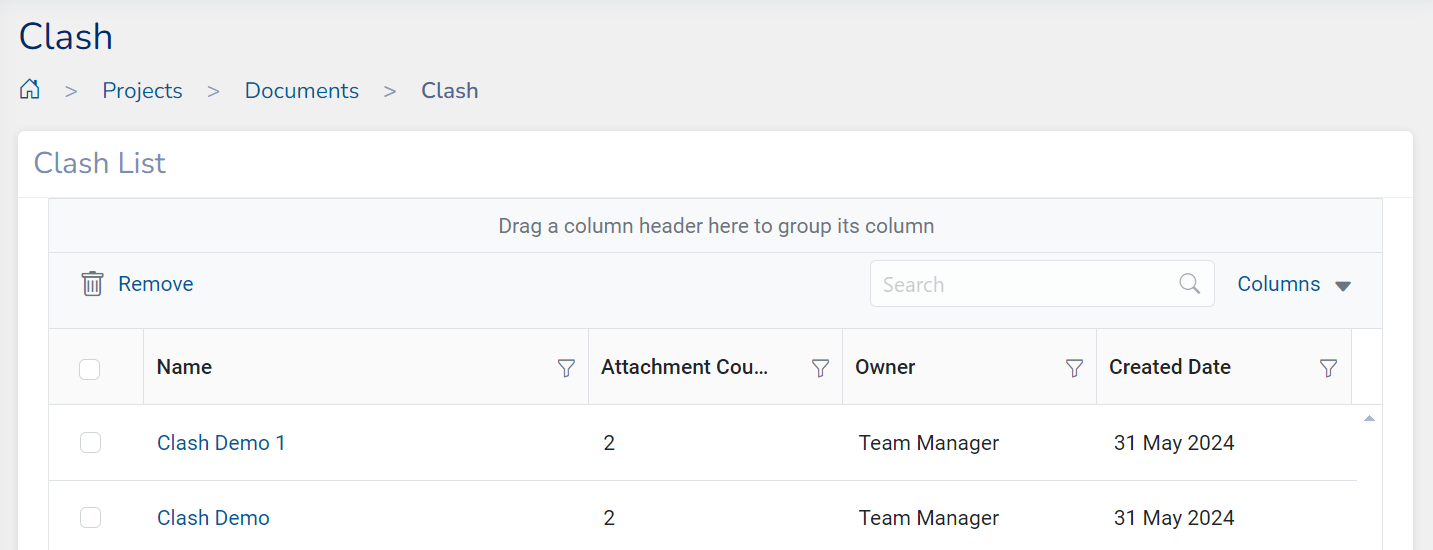 Clash
> Projects > Documents > Clash
Clash List
Drag a column header here to group its column
Remove Search Columns
Name Attachment Cou... Owner Created Date
Clash Demo 1 2 Team Manager 31 May 2024
Clash Demo 2 Team Manager 31 May 2024